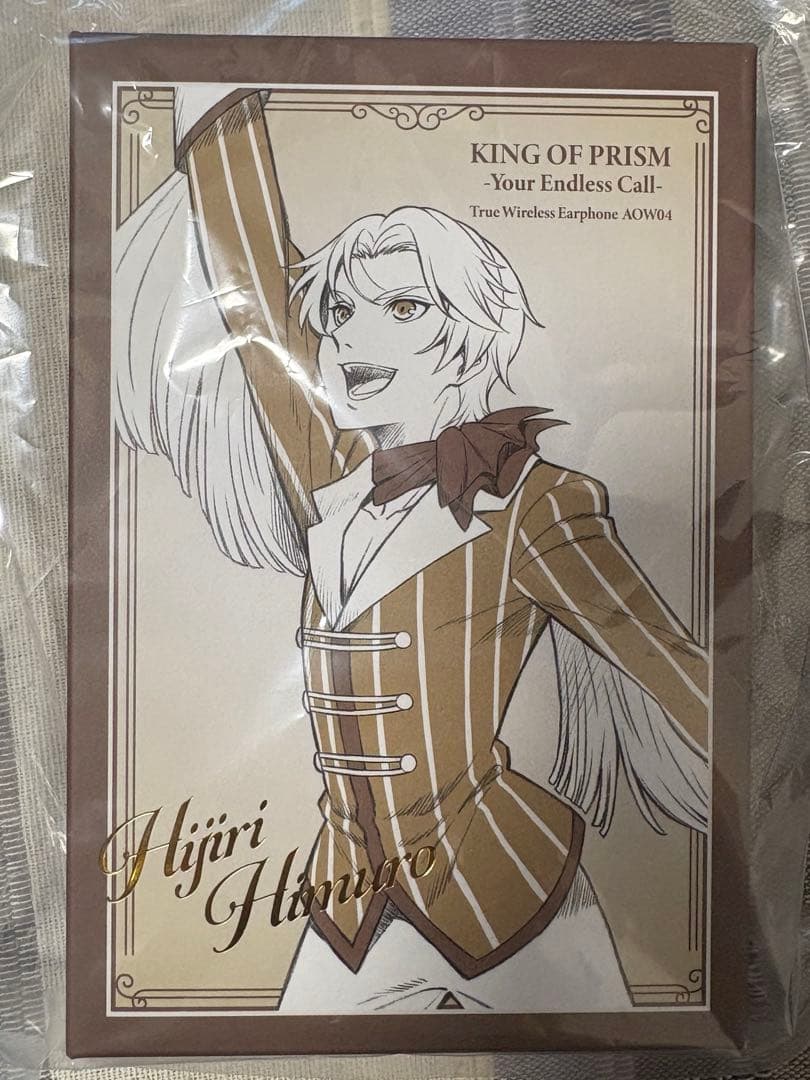 KING OF PRISM
-Your Endless Call-
True Wireless Earphone AOW04
Hijiri
Himuro